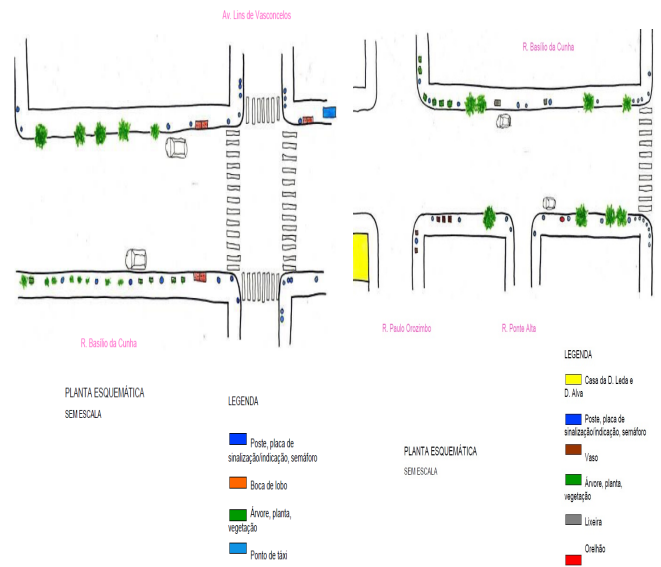 Av. Lins de Vasconcelos
R. Basílio da Cunha
PLANTA ESQUEMÁTICA
SEM ESCALA
LEGENDA
Poste, placa de
sinalização/indicação, semáforo
Boca de lobo
Árvore, planta,
vegetação
Ponto de táxi
R. Basílio da Cunha
R. Paulo Orozimbo
R. Ponte Alta
PLANTA ESQUEMÁTICA
SEM ESCALA
LEGENDA
Casa da D. Leda e
D. Alva
Poste, placa de
sinalização/indicação, semáforo
Vaso
Árvore, planta,
vegetação
Lixeira
Orelhão